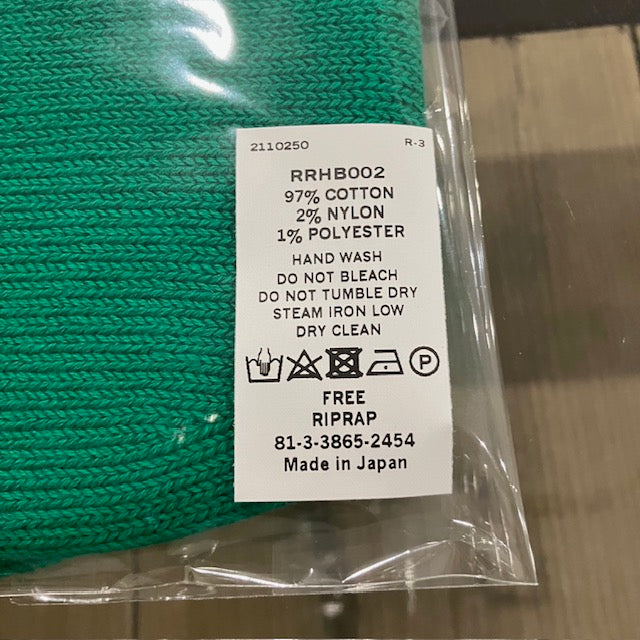 2110250 R-3
RRHB002
97% COTTON
2% NYLON
1% POLYESTER
HAND WASH
DO NOT BLEACH
DO NOT TUMBLE DRY
STEAM IRON LOW
DRY CLEAN
P
FREE
RIPRAP
81-3-3865-2454
Made in Japan